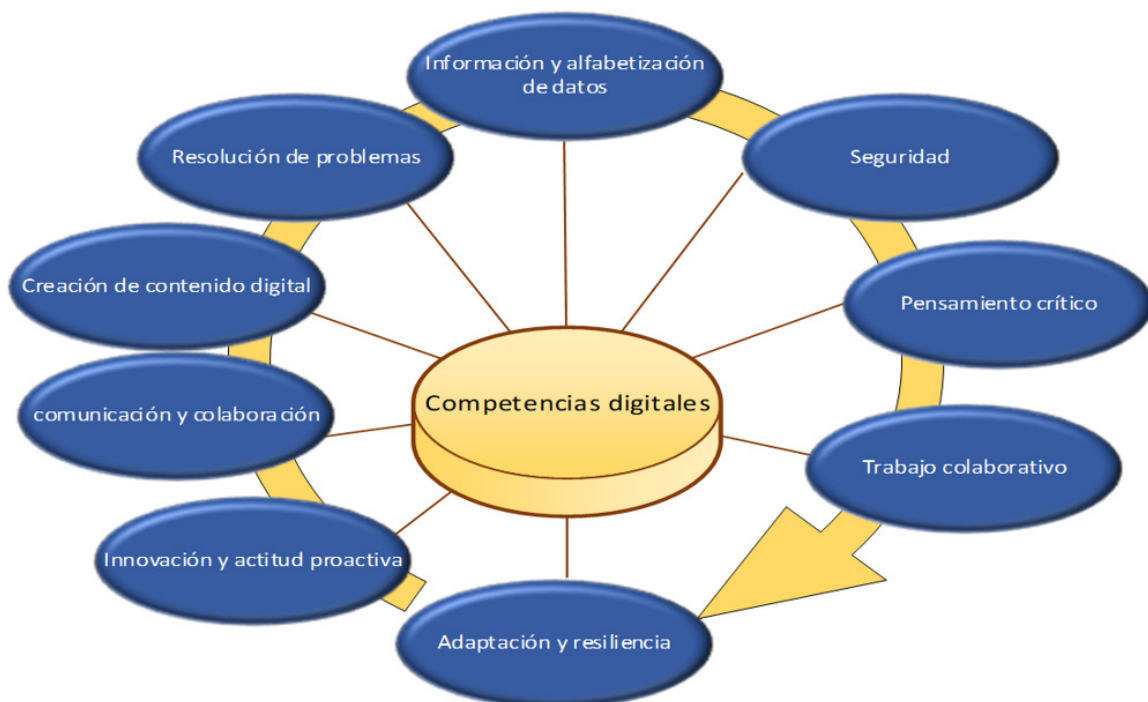 Información y alfabetización
de datos
Resolución de problemas
Seguridad
Creación de contenido digital
Pensamiento crítico
Competencias digitales
comunicación y colaboración
Trabajo colaborativo
Innovación y actitud proactiva
Adaptación y resiliencia